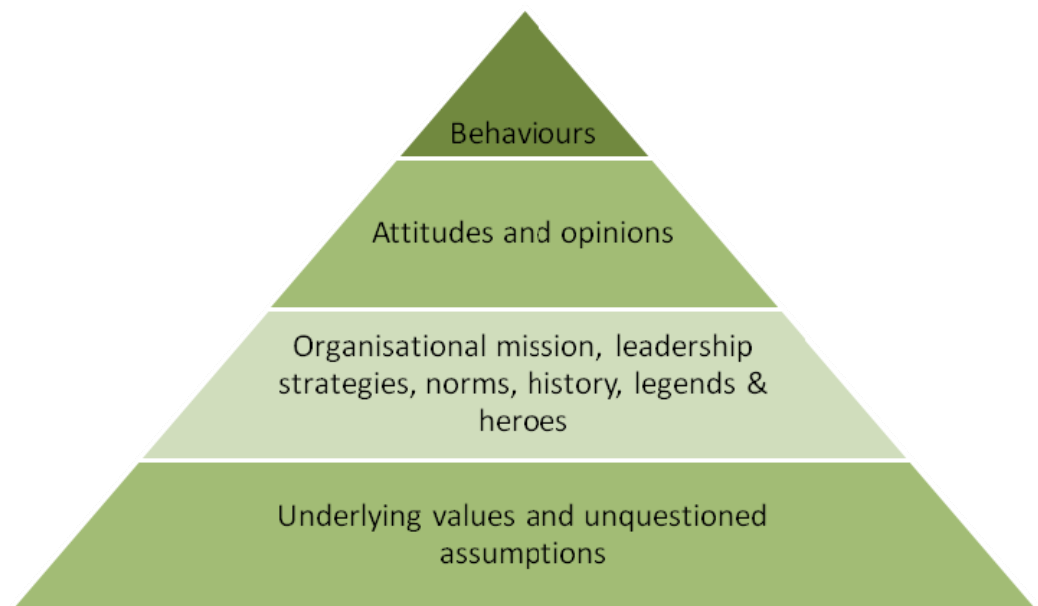 Behaviours
Attitudes and opinions
Organisational mission, leadership
strategies, norms, history, legends &
heroes
Underlying values and unquestioned
assumptions